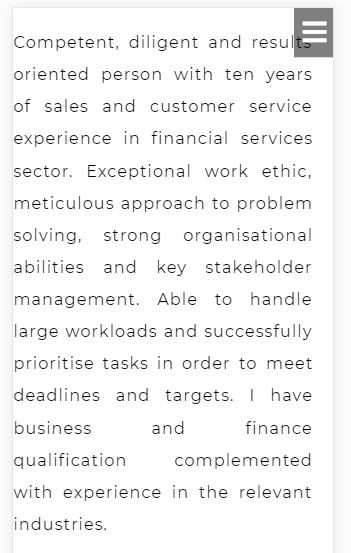 Competent, diligent and results
oriented person with ten years
of sales and customer service
experience in financial services
sector. Exceptional work ethic,
meticulous approach to problem
solving, strong organisational
abilities and key stakeholder
management. Able to handle
large workloads and successfully
prioritise tasks in order to meet
deadlines and targets. I have
business and finance
qualification complemented
with experience in the relevant
industries.